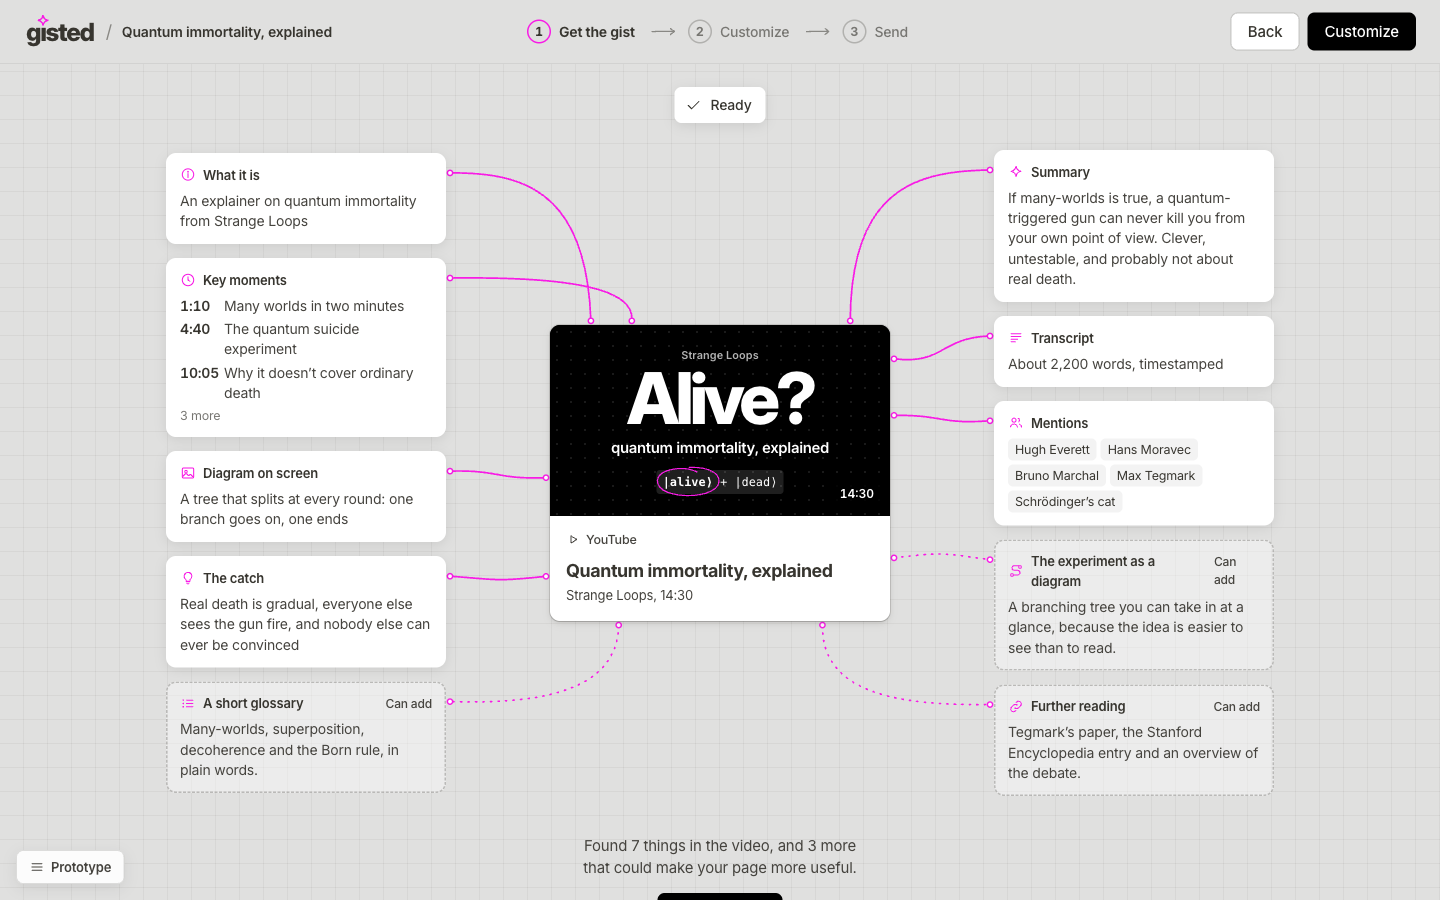 gisted / Quantum immortality, explained
1 Get the gist
2 Customize
3 Send
Back
Customize
Ready
What it is
An explainer on quantum immortality
from Strange Loops
Key moments
1:10 Many worlds in two minutes
4:40 The quantum suicide
experiment
10:05 Why it doesn’t cover ordinary
death
3 more
Diagram on screen
A tree that splits at every round: one
branch goes on, one ends
The catch
Real death is gradual, everyone else
sees the gun fire, and nobody else can
ever be convinced
A short glossary
Can add
Many-worlds, superposition,
decoherence and the Born rule, in
plain words.
Strange Loops
Alive?
quantum immortality, explained
|alive⟩ + |dead⟩
14:30
YouTube
Quantum immortality, explained
Strange Loops, 14:30
Summary
If many-worlds is true, a quantum-
triggered gun can never kill you from
your own point of view. Clever,
untestable, and probably not about
real death.
Transcript
About 2,200 words, timestamped
Mentions
Hugh Everett
Hans Moravec
Bruno Marchal
Max Tegmark
Schrödinger’s cat
The experiment as a
diagram
Can
add
A branching tree you can take in at a
glance, because the idea is easier to
see than to read.
Further reading
Can add
Tegmark’s paper, the Stanford
Encyclopedia entry and an overview of
the debate.
Found 7 things in the video, and 3 more
that could make your page more useful.
Prototype